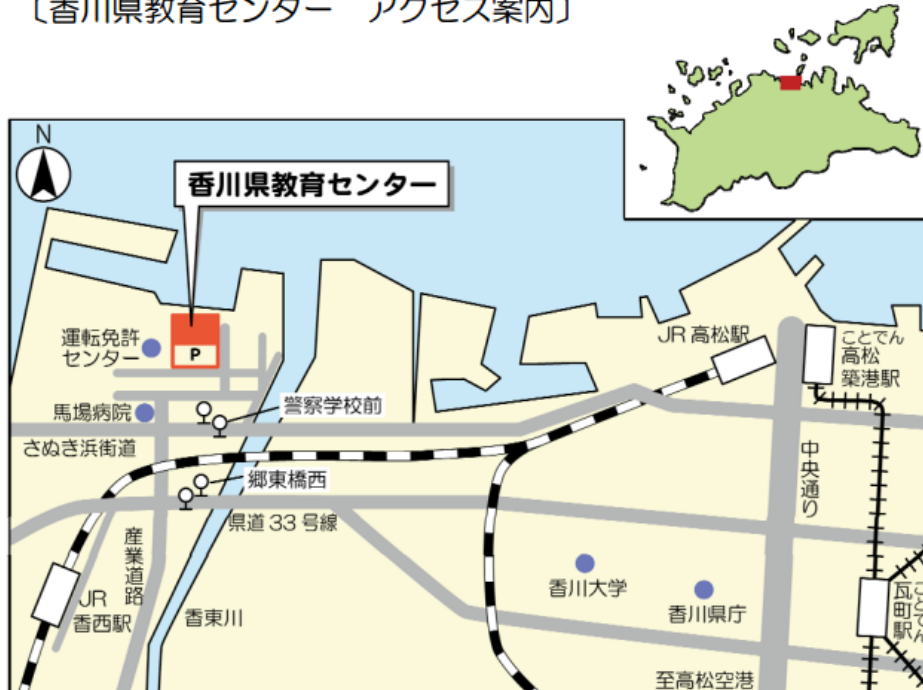 〔香川県教育センター　アクセス案内〕
N
香川県教育センター
運転免許
センター
P
JR 高松駅
ことでん
高松
築港駅
馬場病院
警察学校前
さぬき浜街道
郷東橋西
中央通り
県道 33 号線
産業道路
JR
香西駅
香東川
香川大学
香川県庁
ことでん
瓦町駅
至高松空港